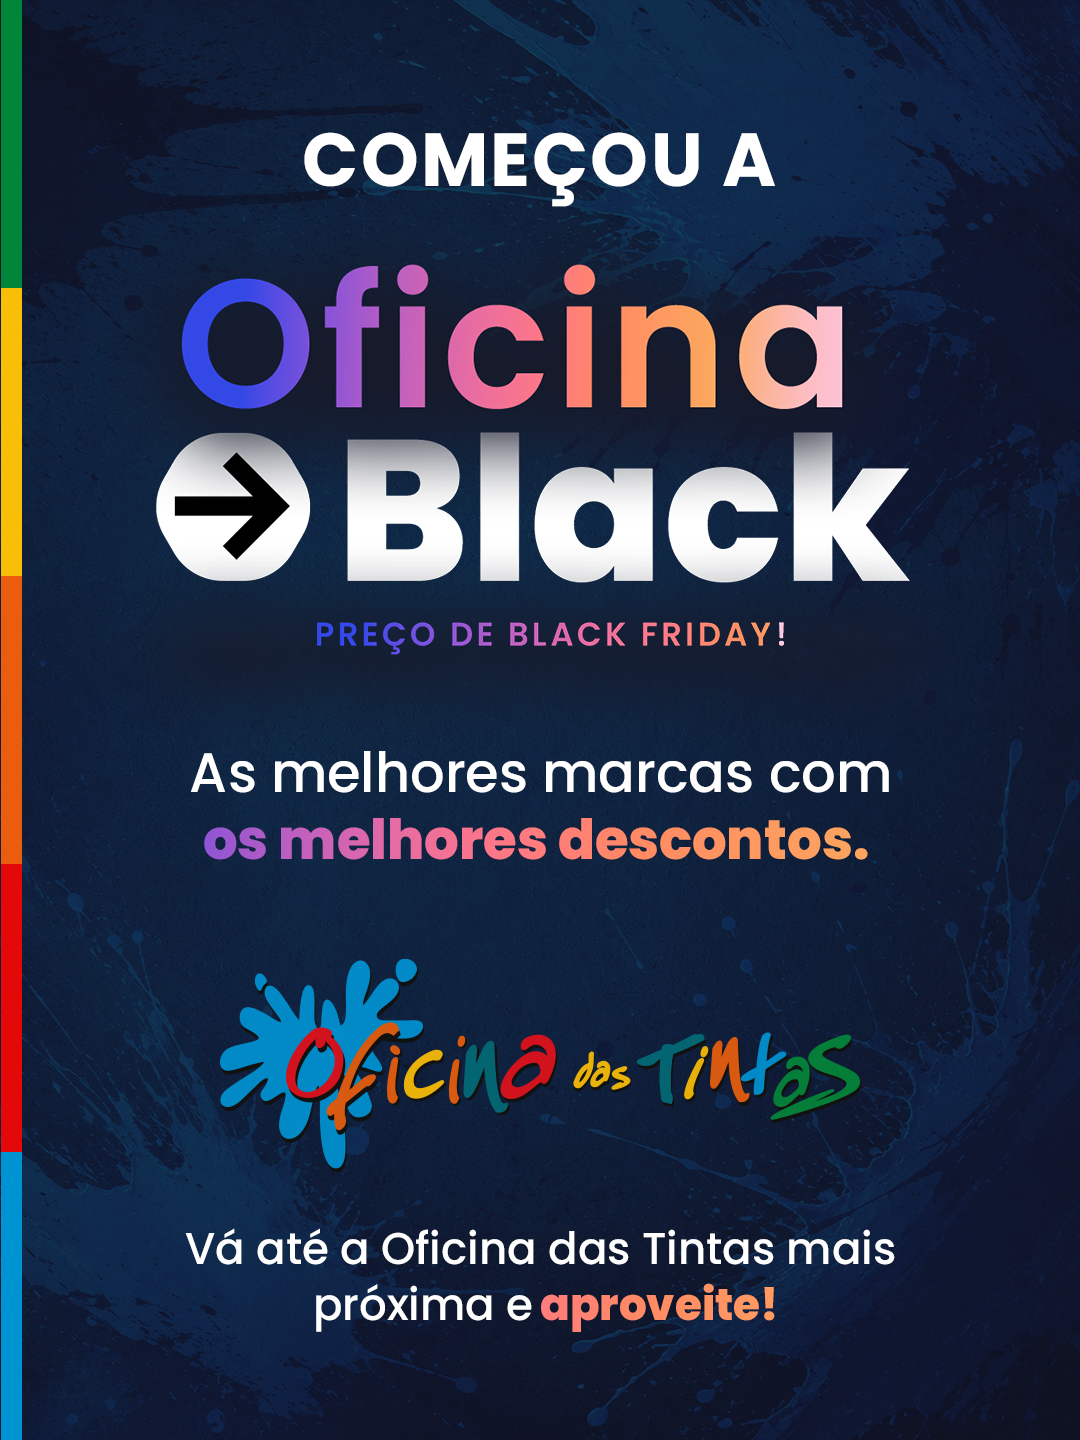 COMEÇOU A
Oficina
Black
PREÇO DE BLACK FRIDAY!
As melhores marcas com
os melhores descontos.
Oficina das Tintas
Vá até a Oficina das Tintas mais
próxima e aproveite!